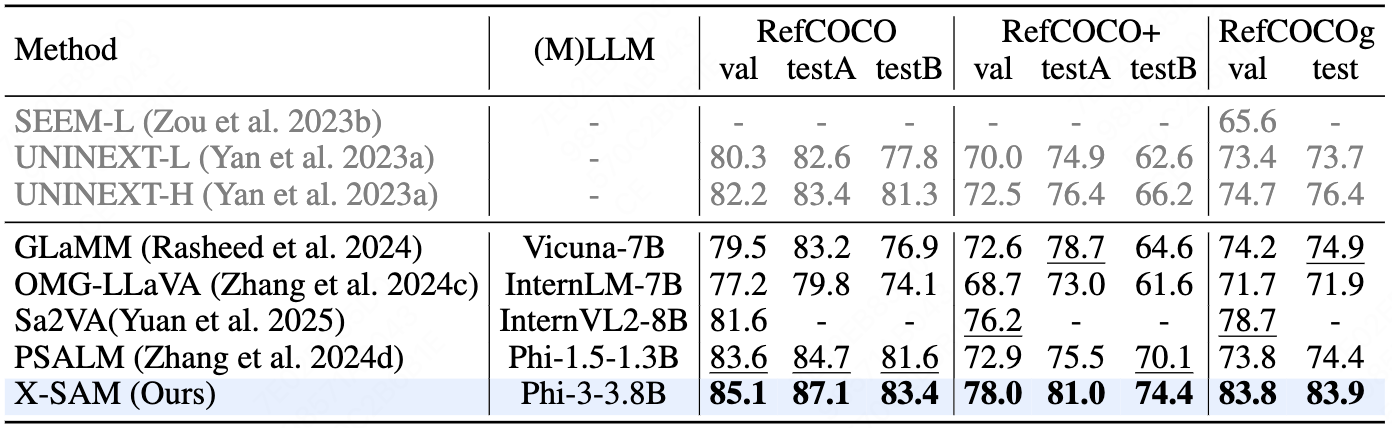 Method (M)LLM RefCOCO RefCOCO+ RefCOCOg
val testA testB val testA testB val test
SEEM-L (Zou et al. 2023b) - - - - - - - 65.6 -
UNINEXT-L (Yan et al. 2023a) - 80.3 82.6 77.8 70.0 74.9 62.6 73.4 73.7
UNINEXT-H (Yan et al. 2023a) - 82.2 83.4 81.3 72.5 76.4 66.2 74.7 76.4
GLaMM (Rasheed et al. 2024) Vicuna-7B 79.5 83.2 76.9 72.6 78.7 64.6 74.2 74.9
OMG-LLaVA (Zhang et al. 2024c) InternLM-7B 77.2 79.8 74.1 68.7 73.0 61.6 71.7 71.9
Sa2VA(Yuan et al. 2025) InternVL2-8B 81.6 - - 76.2 - - 78.7 -
PSALM (Zhang et al. 2024d) Phi-1.5-1.3B 83.6 84.7 81.6 72.9 75.5 70.1 73.8 74.4
X-SAM (Ours) Phi-3-3.8B 85.1 87.1 83.4 78.0 81.0 74.4 83.8 83.9